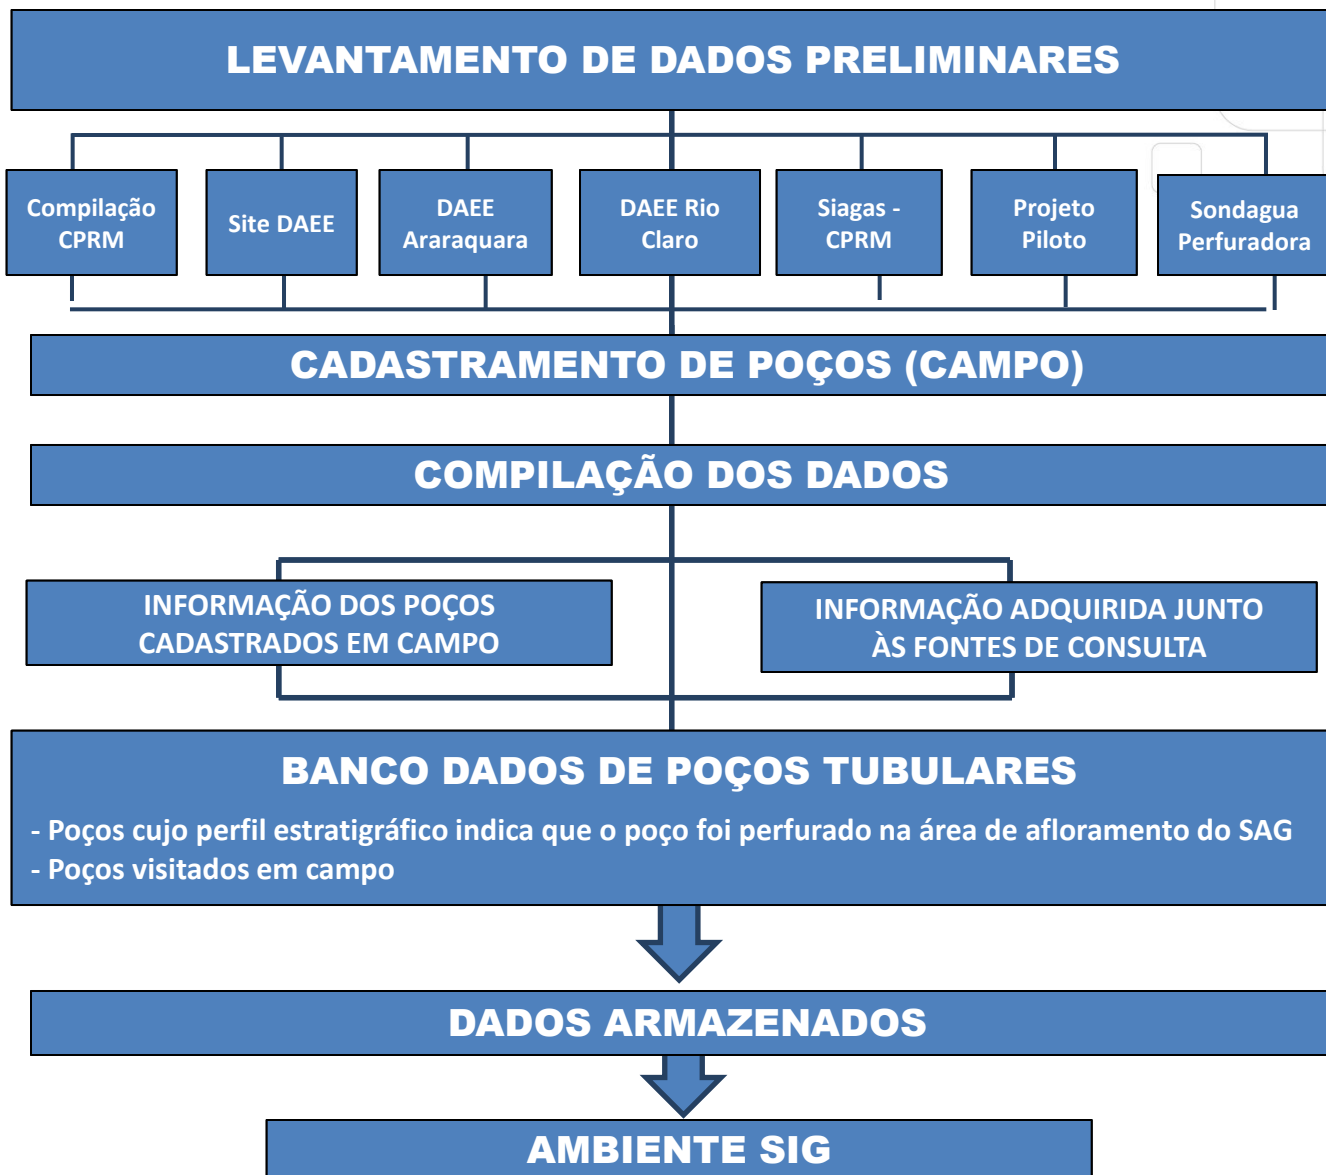 LEVANTAMENTO DE DADOS PRELIMINARES
Compilação
CPRM
Site DAEE
DAEE
Araraquara
DAEE Rio
Claro
Siagas -
CPRM
Projeto
Piloto
Sondagua
Perfuradora
CADASTRAMENTO DE POÇOS (CAMPO)
COMPILAÇÃO DOS DADOS
INFORMAÇÃO DOS POÇOS
CADASTRADOS EM CAMPO
INFORMAÇÃO ADQUIRIDA JUNTO
ÀS FONTES DE CONSULTA
BANCO DADOS DE POÇOS TUBULARES
- Poços cujo perfil estratigráfico indica que o poço foi perfurado na área de afloramento do SAG
- Poços visitados em campo
DADOS ARMAZENADOS
AMBIENTE SIG